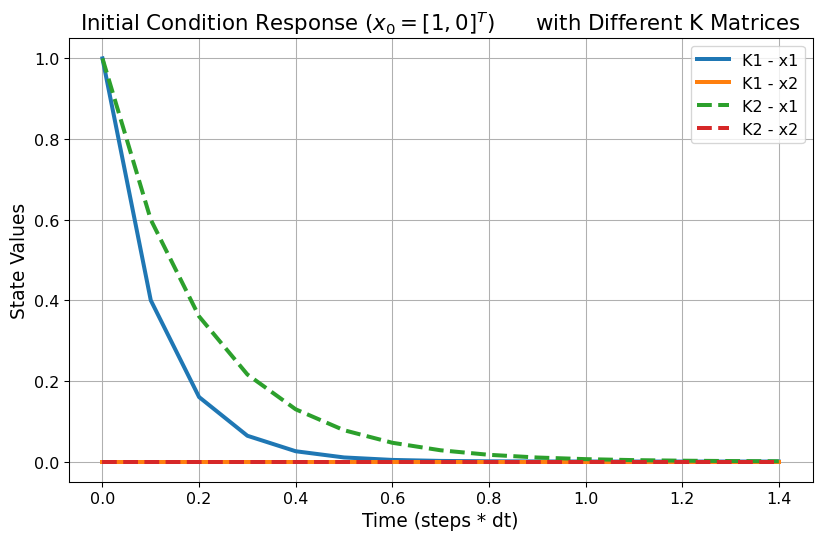 Initial Condition Response ($x_0 = [1, 0]^T$) with Different K Matrices
K1 - x1
K1 - x2
K2 - x1
K2 - x2
State Values
1.0
0.8
0.6
0.4
0.2
0.0
0.0 0.2 0.4 0.6 0.8 1.0 1.2 1.4
Time (steps * dt)